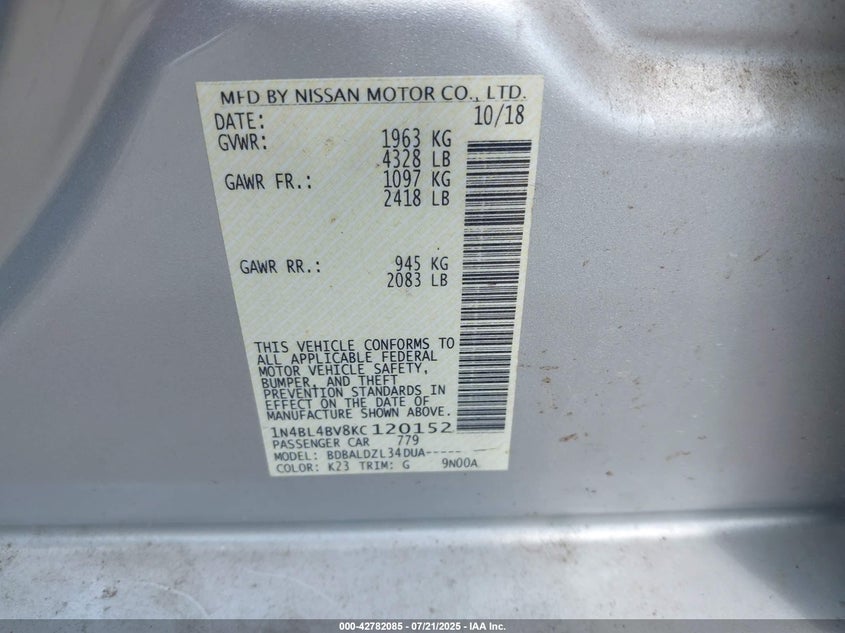 MFD BY NISSAN MOTOR CO., LTD.
DATE: 10/18
GVWR: 1963 KG
4328 LB
GAWR FR.: 1097 KG
2418 LB
GAWR RR.: 945 KG
2083 LB
THIS VEHICLE CONFORMS TO
ALL APPLICABLE FEDERAL
MOTOR VEHICLE SAFETY,
BUMPER, AND THEFT
PREVENTION STANDARDS IN
EFFECT ON THE DATE OF
MANUFACTURE SHOWN ABOVE.
1N4BL4BV8KC120152
PASSENGER CAR 779
MODEL: BDBALDZL34DUA-----
COLOR: K23 TRIM: G 9N00A
000-42782085 - 07/21/2025 - IAA Inc.